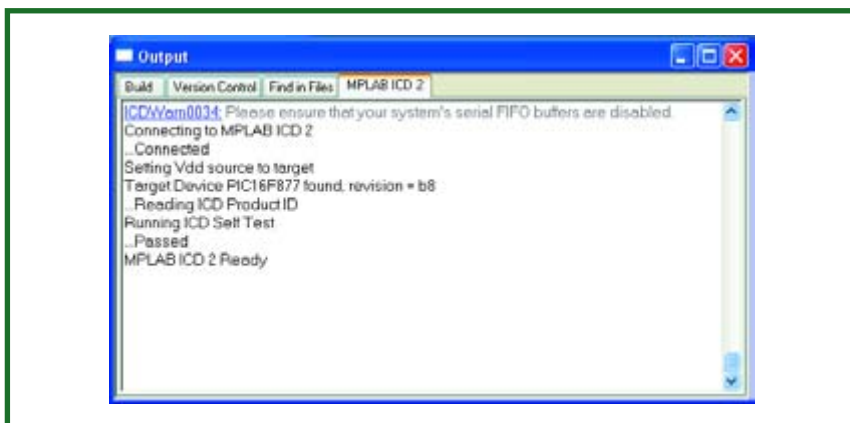 Output
Build Version Control Find in Files MPLAB ICD 2
ICDWarn0034: Please ensure that your system's serial FIFO buffers are disabled.
Connecting to MPLAB ICD 2
...Connected
Setting Vdd source to target
Target Device PIC16F877 found, revision = b8
...Reading ICD Product ID
Running ICD Self Test
...Passed
MPLAB ICD 2 Ready